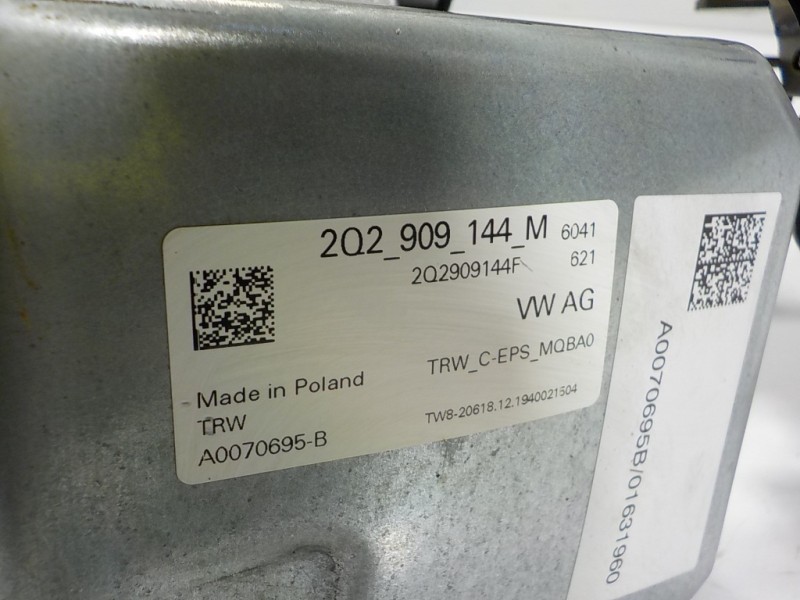 2Q2_909_144_M 6041
2Q2909144F 621
VW AG
TRW_C-EPS_MQBA0
Made in Poland
TRW
TW8-20618.12.1940021504
A0070695-B
A0070695B/01631960